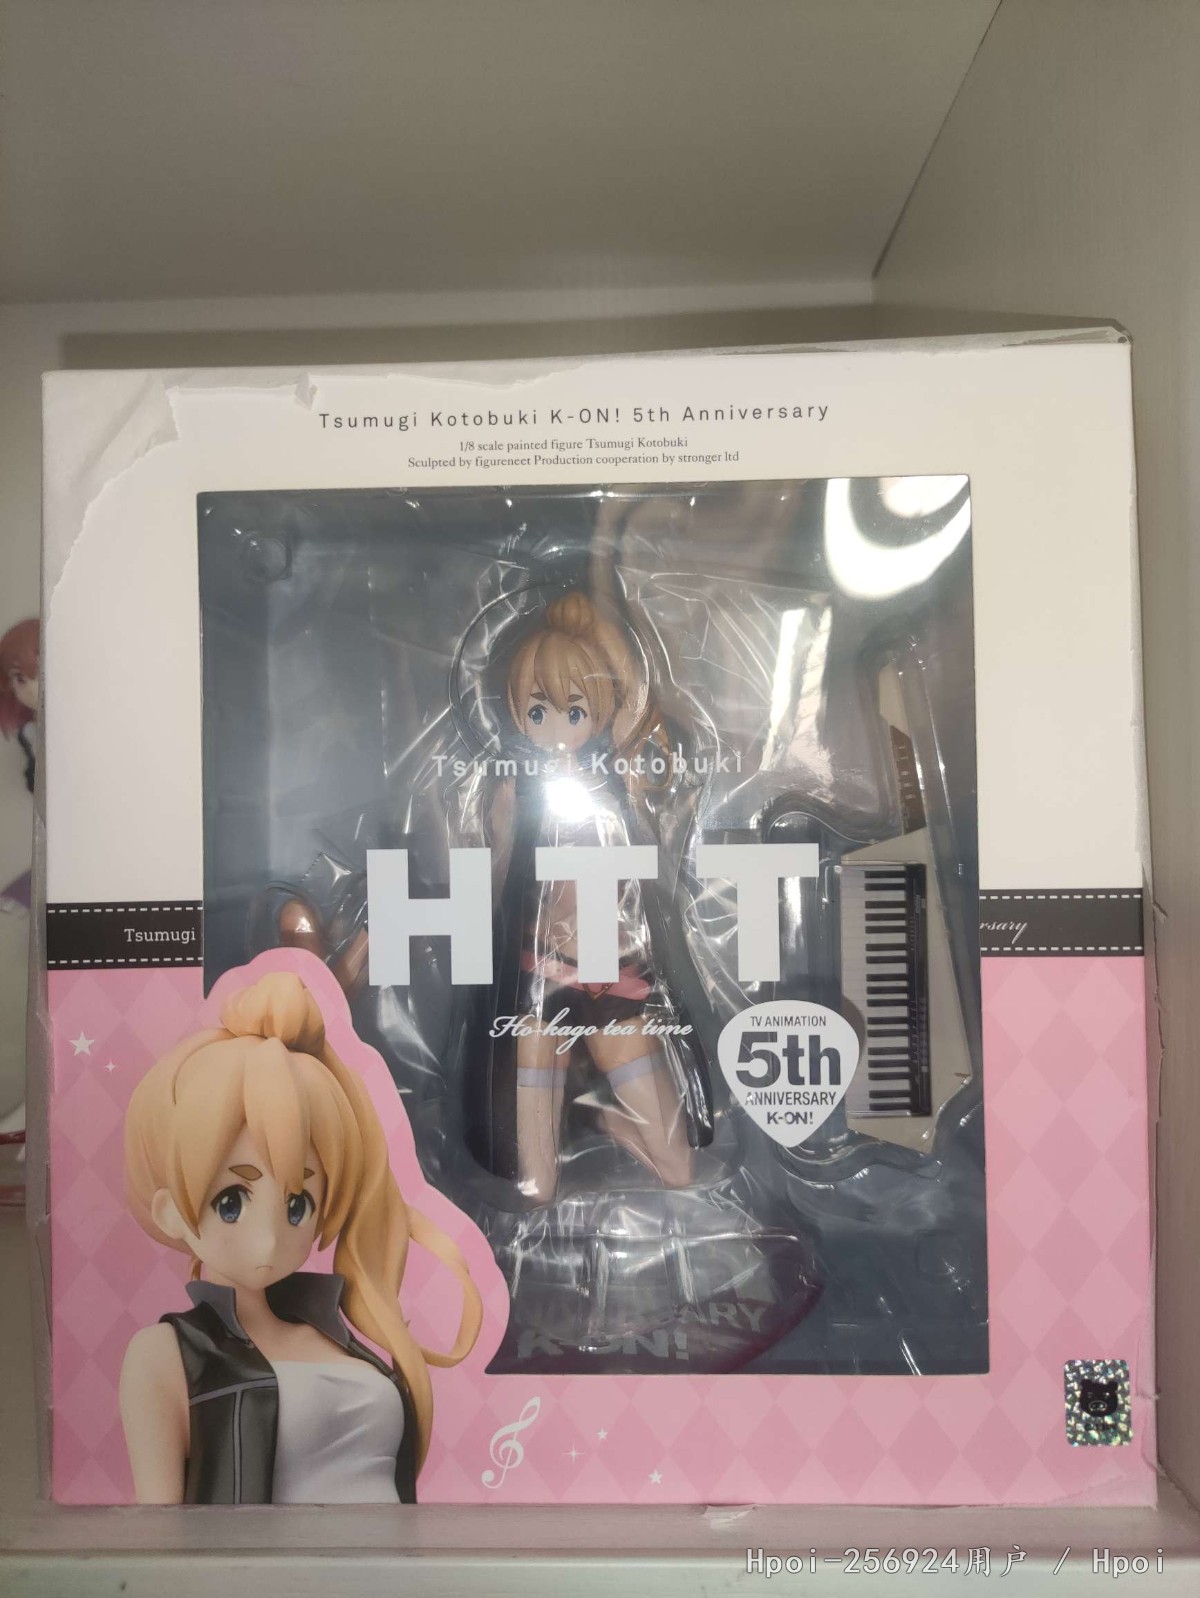 Tsumugi Kotobuki K-ON! 5th Anniversary
1/8 scale painted figure Tsumugi Kotobuki
Sculpted by figureneet Production cooperation by stronger ltd
Tsumugi Kotobuki
HTT
Tsumugi
Ho-kago tea time
TV ANIMATION
5th
ANNIVERSARY
K-ON!
K-ON!
Hpoi-256924用户 / Hpoi